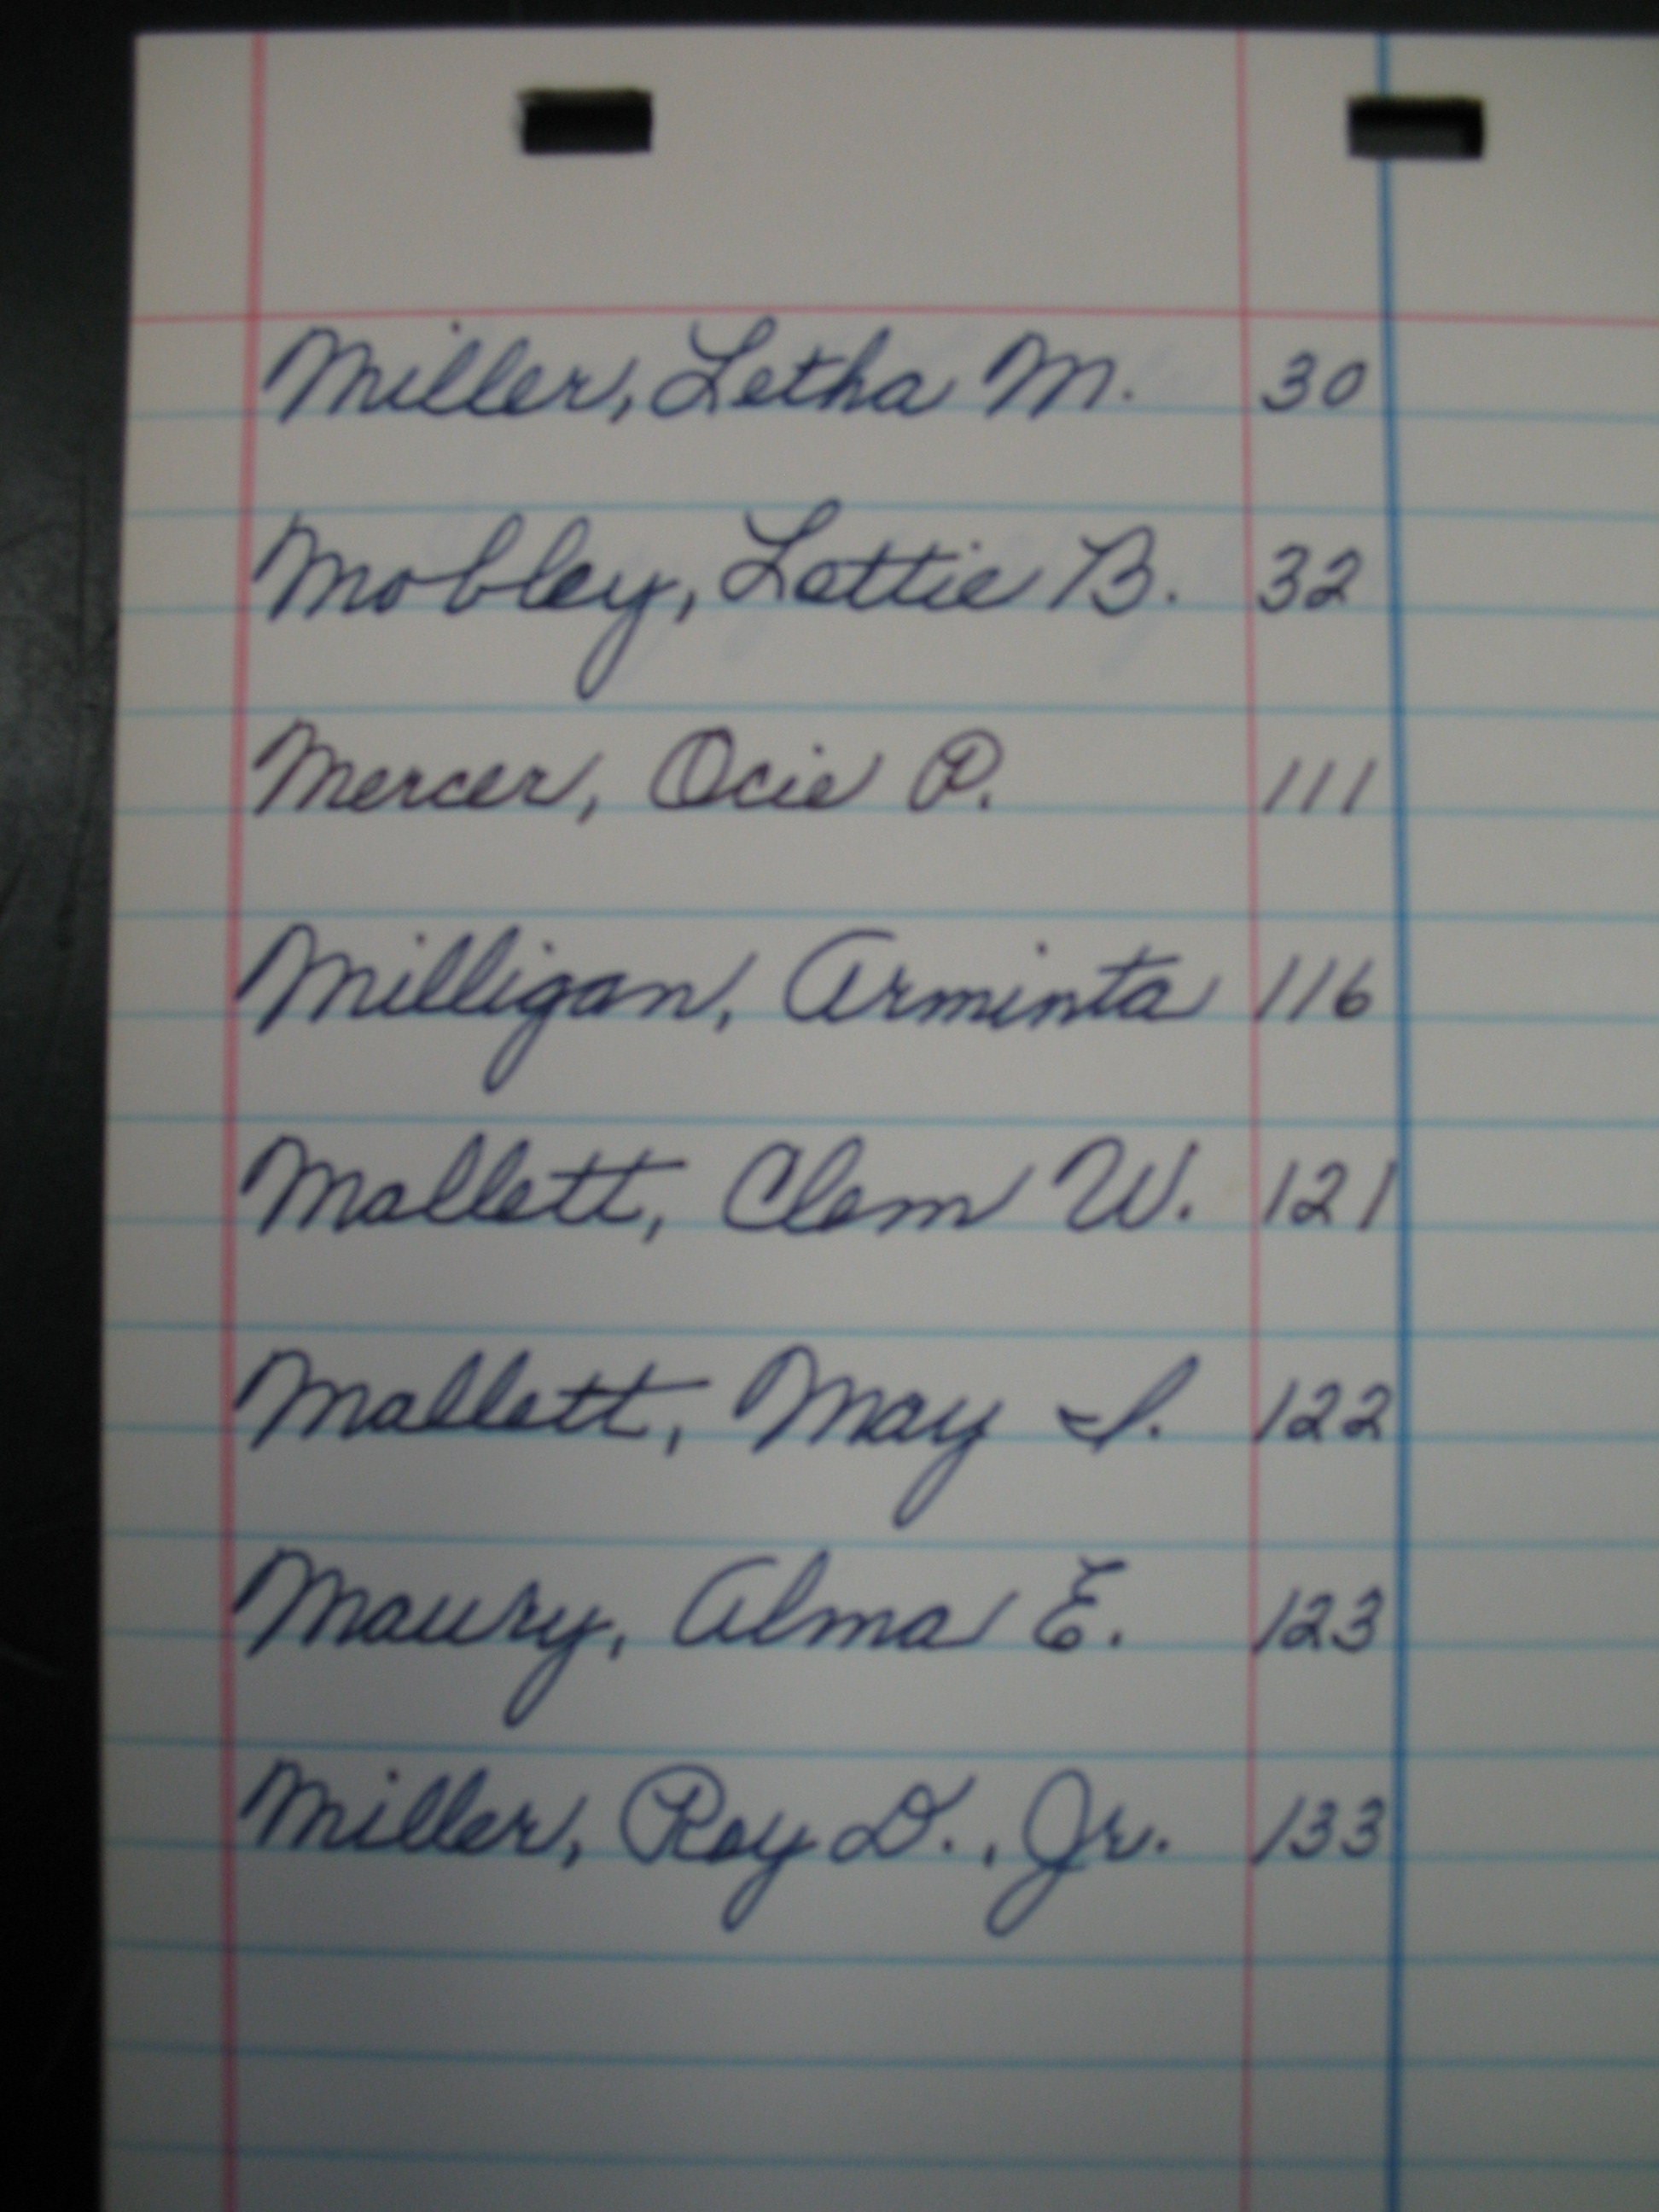 Miller, Letha M. 30
Mobley, Lettie B. 32
Mercer, Ocie P. 111
Milligan, Arminta 116
Mallett, Clem W. 121
Mallett, May I. 122
Maury, Alma E. 123
Miller, Roy D., Jr. 133